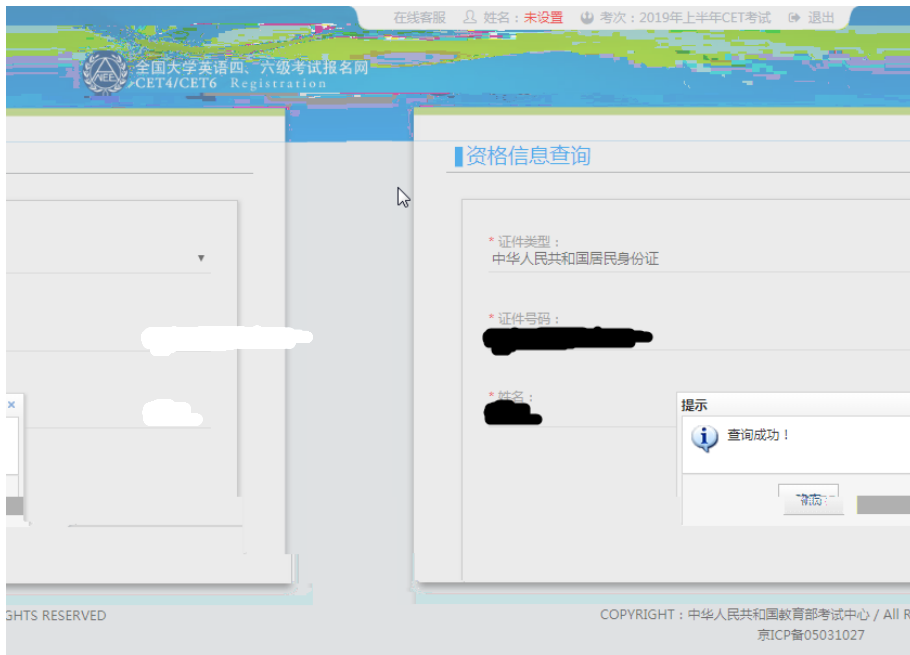 在线客服 姓名：未设置 考次：2019年上半年CET考试 退出
全国大学英语四、六级考试报名网
CET4/CET6 Registration
NEEA
资格信息查询
* 证件类型：
中华人民共和国居民身份证
* 证件号码：
* 姓名：
提示
查询成功！
GHTS RESERVED
COPYRIGHT：中华人民共和国教育部考试中心 / All R
京ICP备05031027